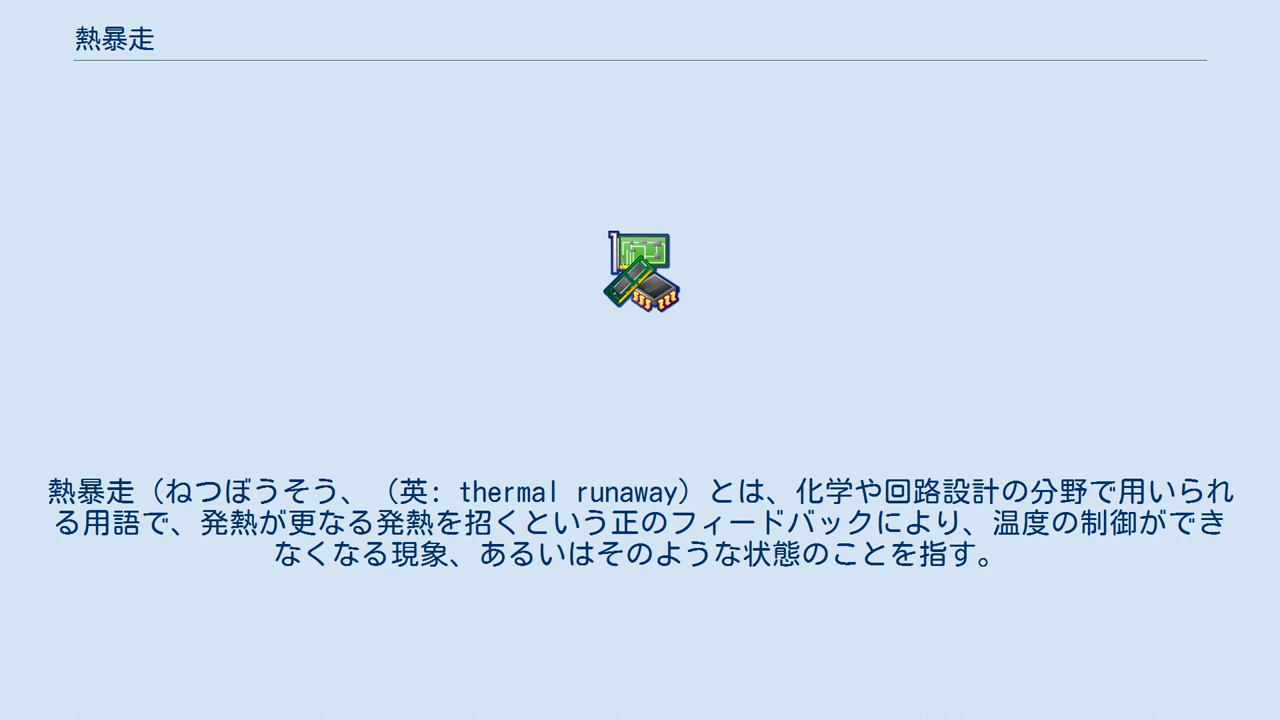 熱暴走
熱暴走（ねつぼうそう、（英: thermal runaway）とは、化学や回路設計の分野で用いられ
る用語で、発熱が更なる発熱を招くという正のフィードバックにより、温度の制御ができ
なくなる現象、あるいはそのような状態のことを指す。